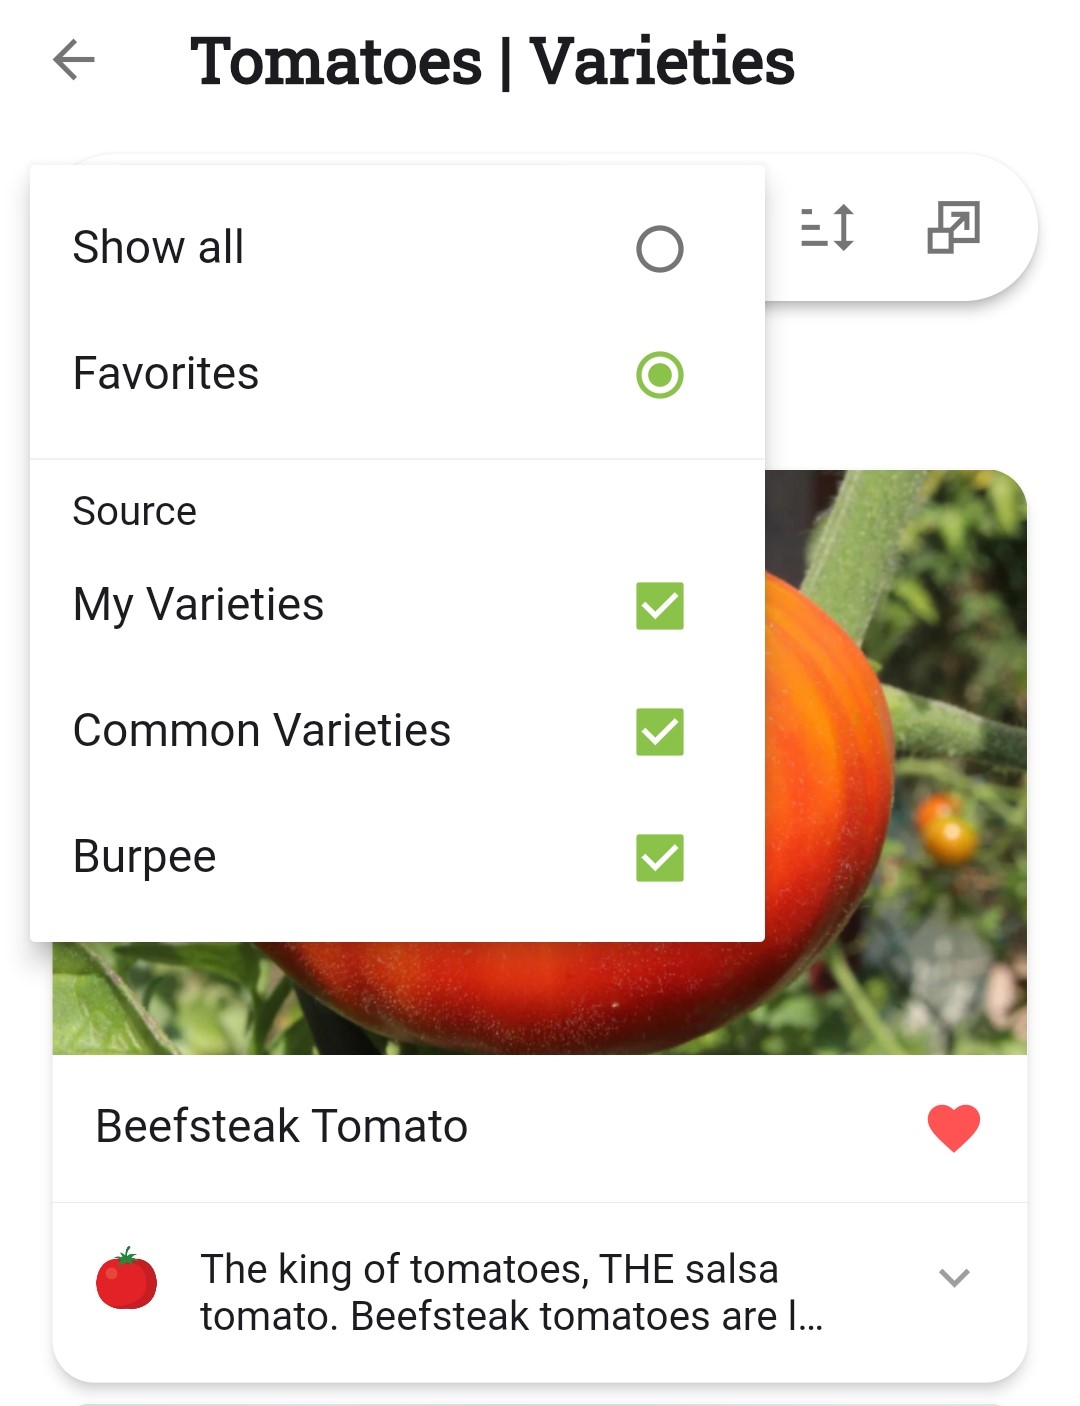 Tomatoes | Varieties
Show all
Favorites
Source
My Varieties
Common Varieties
Burpee
Beefsteak Tomato
The king of tomatoes, THE salsa
tomato. Beefsteak tomatoes are l...